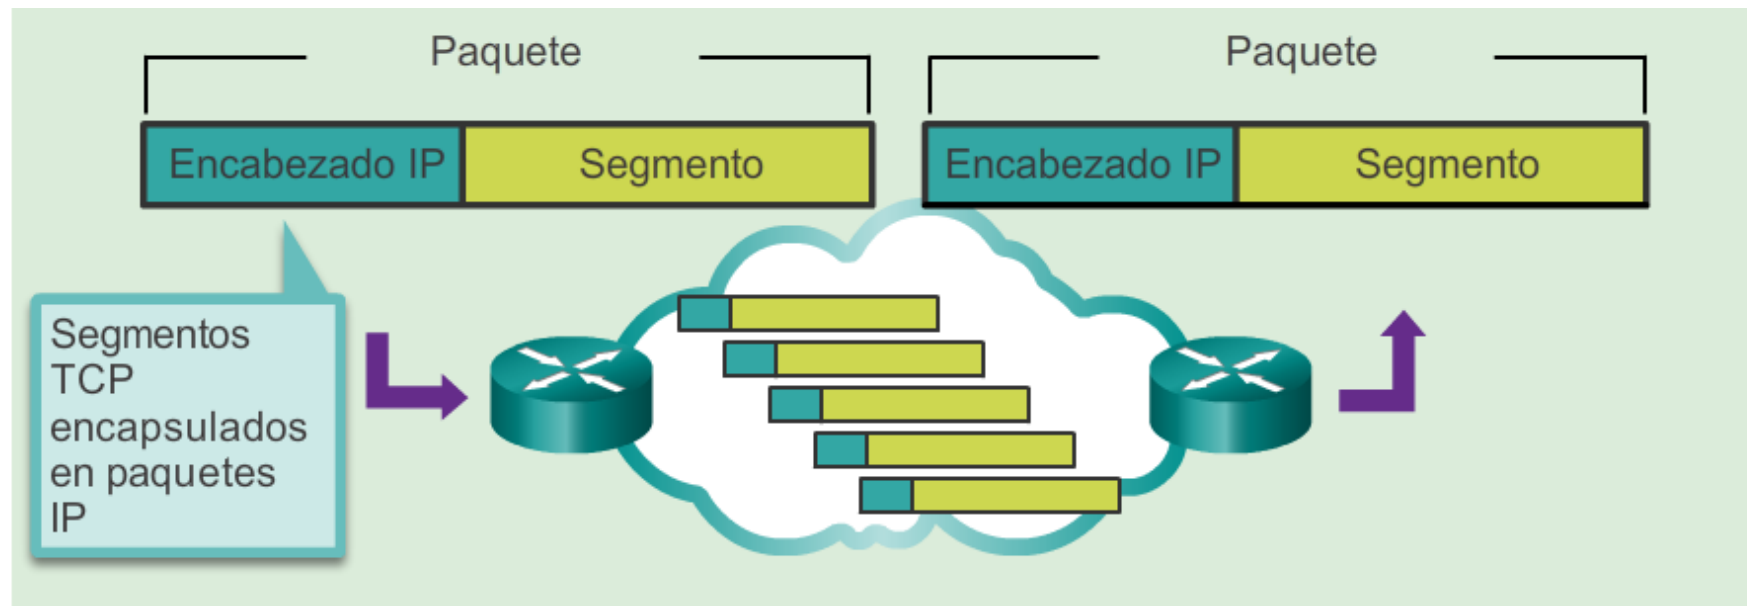 Paquete
Paquete
Encabezado IP
Segmento
Encabezado IP
Segmento
Segmentos
TCP
encapsulados
en paquetes
IP